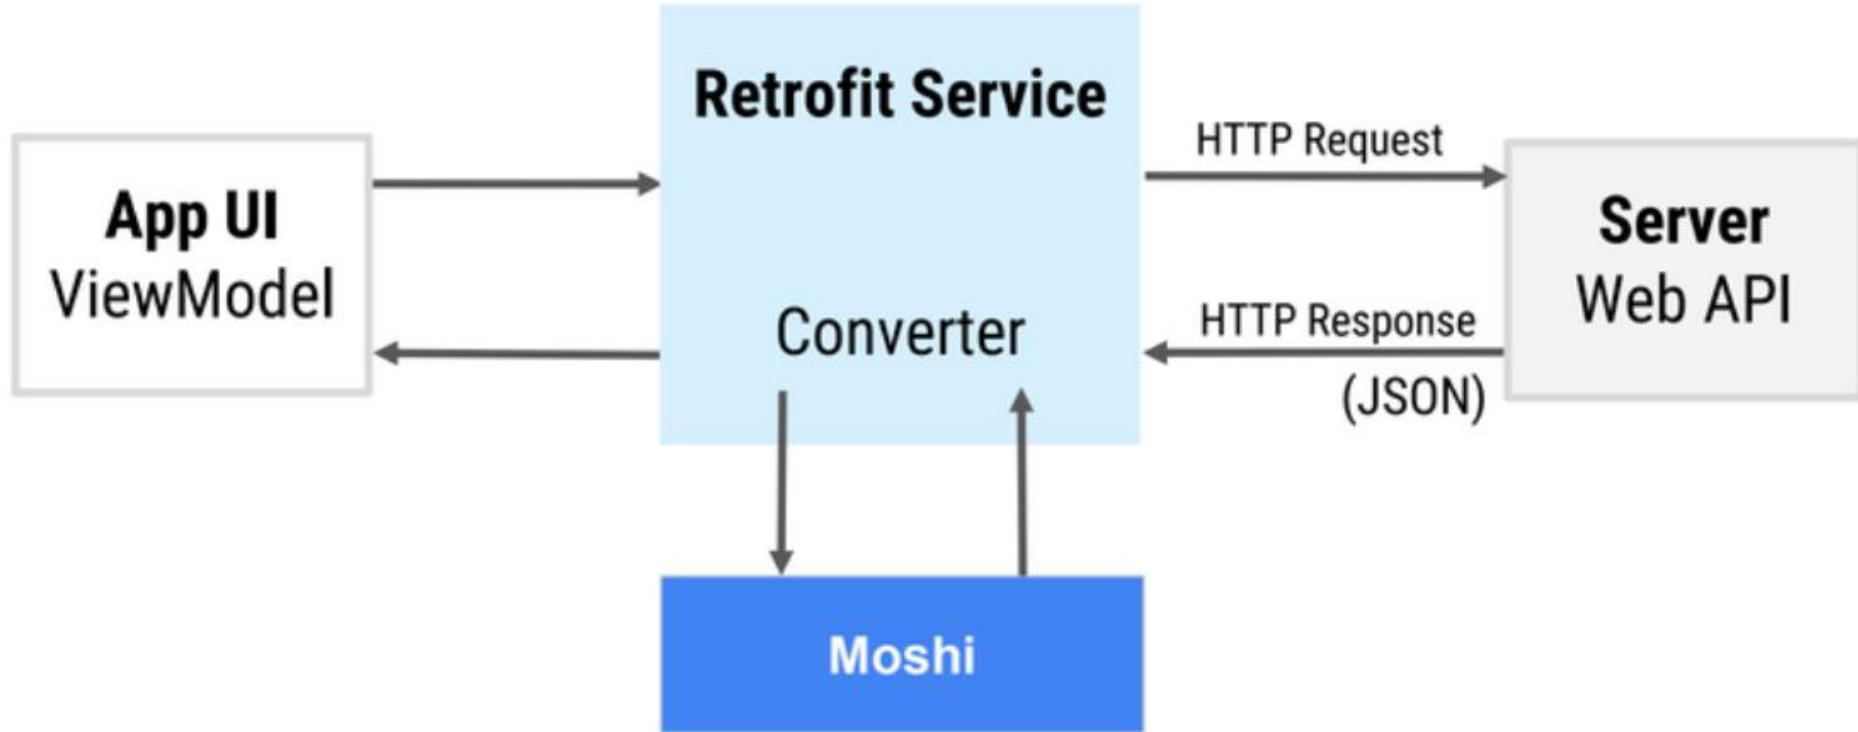 App UI
ViewModel
Retrofit Service
Converter
HTTP Request
HTTP Response
(JSON)
Server
Web API
Moshi